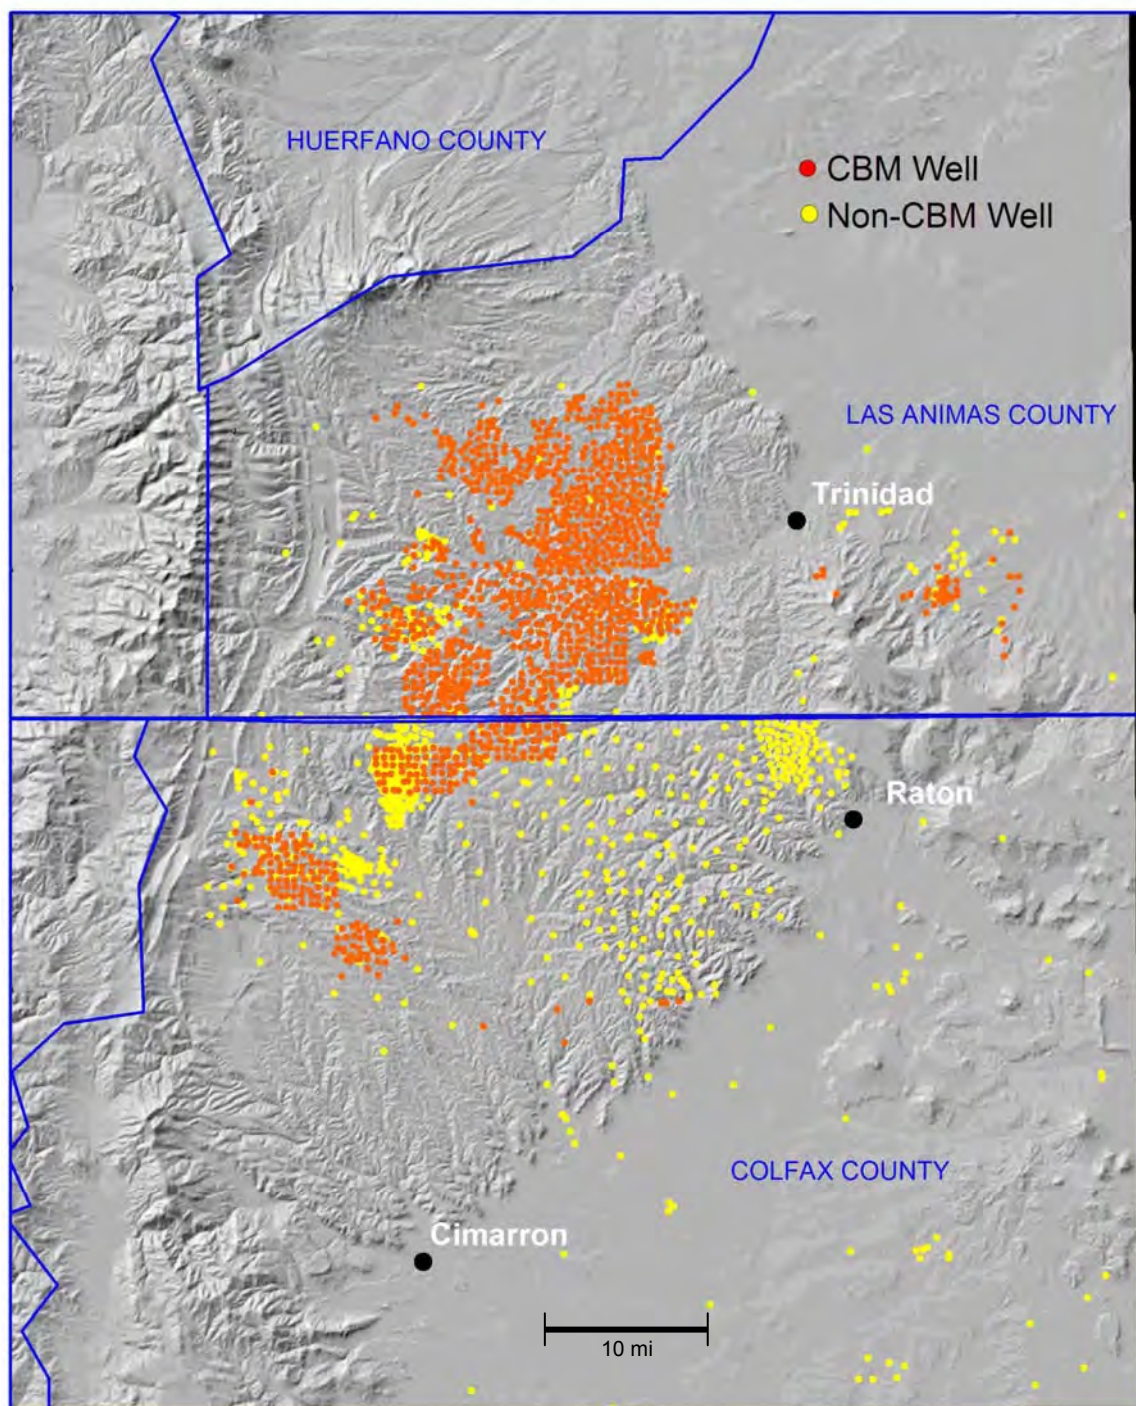 HUERFANO COUNTY
CBM Well
Non-CBM Well
LAS ANIMAS COUNTY
Trinidad
Raton
COLFAX COUNTY
Cimarron
10 mi